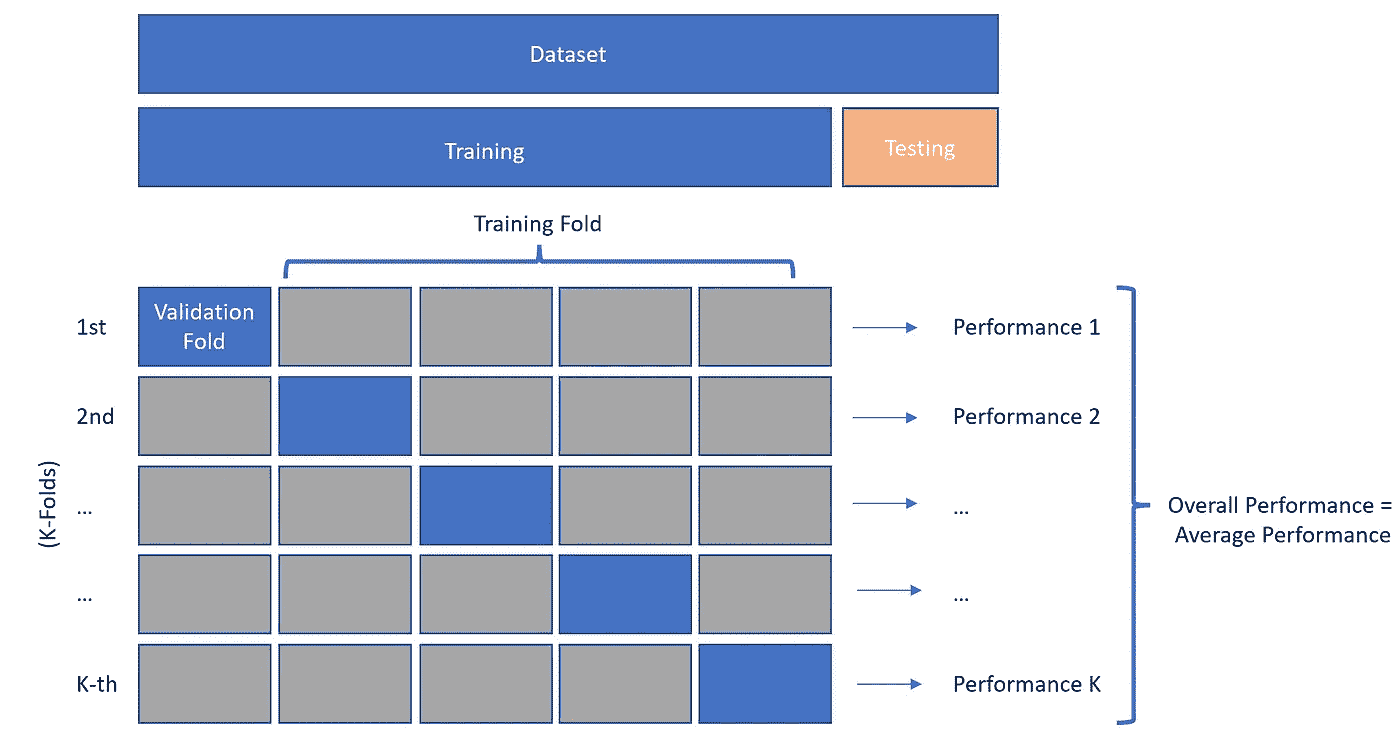 Dataset
Training
Testing
Training Fold
Validation
Fold
1st
Performance 1
2nd
Performance 2
(K-Folds)
...
...
Overall Performance =
Average Performance
...
...
K-th
Performance K